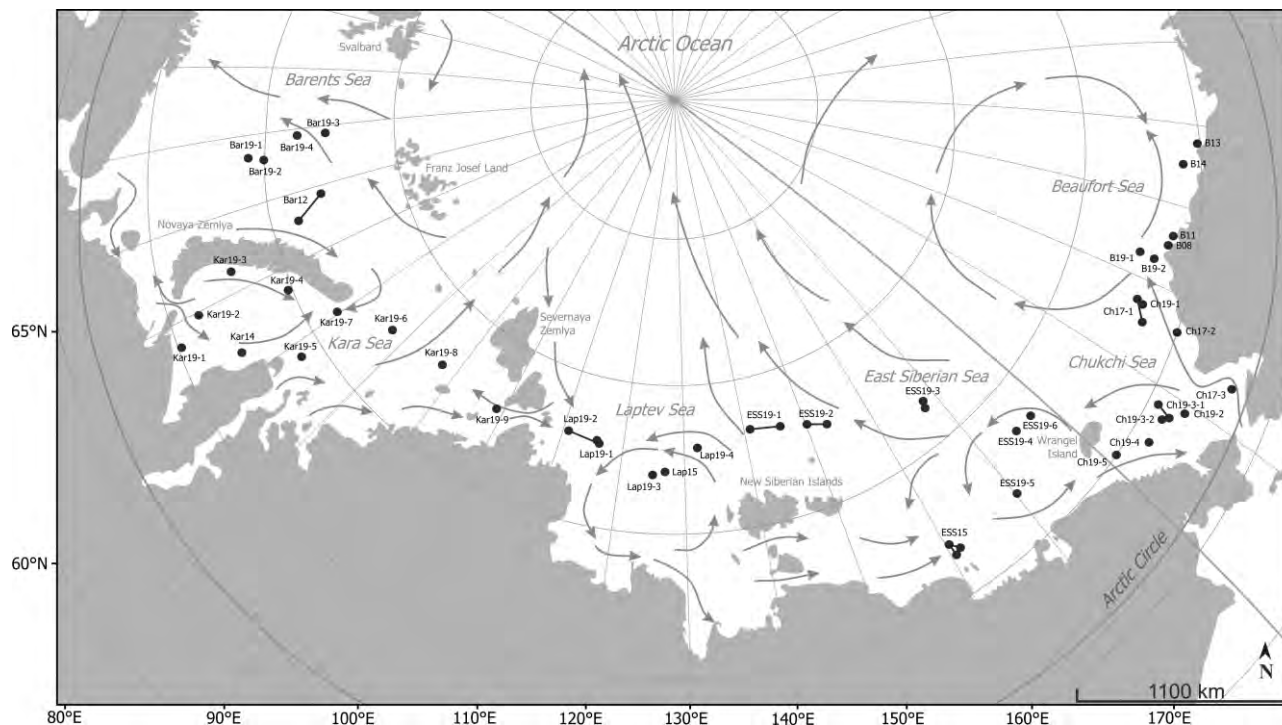 Arctic Ocean
Svalbard
Barents Sea
Bar19-3
Bar19-1
Bar19-4
Bar19-2
B13
B14
Franz Josef Land
Beaufort Sea
Bar12
Novaya Zemlya
B11
B08
B19-1
B19-2
Kar19-3
Kar19-4
Ch19-1
Ch17-1
Kar19-2
Kar19-7
Kar19-6
Severnaya
Zemlya
65°N
Ch17-2
Kar14
Kara Sea
Kar19-1
Kar19-5
Kar19-8
Chukchi Sea
East Siberian Sea
ESS19-3
Ch17-3
Laptev Sea
Kar19-9
Lap19-2
ESS19-1
ESS19-2
Ch19-3-1
Ch19-2
Ch19-3-2
ESS19-6
ESS19-4
Wrangel
Island
Ch19-4
Ch19-5
Lap19-1
Lap19-4
Lap15
Lap19-3
New Siberian Islands
ESS19-5
ESS15
60°N
Arctic Circle
N
1100 km
80°E
90°E
100°E
110°E
120°E
130°E
140°E
150°E
160°E
170°E